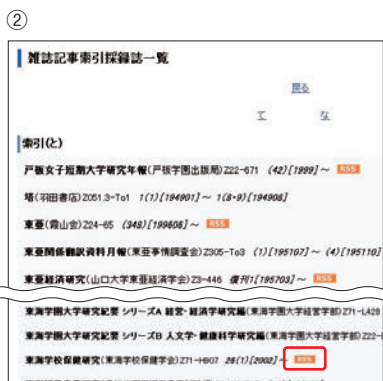 ②
雑誌記事索引採録誌一覧
戻る
て な
索引(と)
戸板女子短期大学研究年報(戸板学園出版局)Z22-671 (42)[1999]～ RSS
塔(羽田書店)Z051.3-To1 1(1)[194901]～ 1(8・9)[194908]
東亜(霞山会)Z24-65 (348)[199606]～ RSS
東亜関係翻訳資料月報(東亜事情調査会)Z305-To3 (1)[195107]～ (4)[195110]
東亜経済研究(山口大学東亜経済学会)Z3-446 復刊1[195703]～ RSS
東海学園大学研究紀要 シリーズA 経営・経済学研究編(東海学園大学経営学部)Z71-L428
東海学園大学研究紀要 シリーズB 人文学・健康科学研究編(東海学園大学経営学部)Z22-
東海学校保健研究(東海学校保健学会)Z71-H907 26(1)[2002]～ RSS